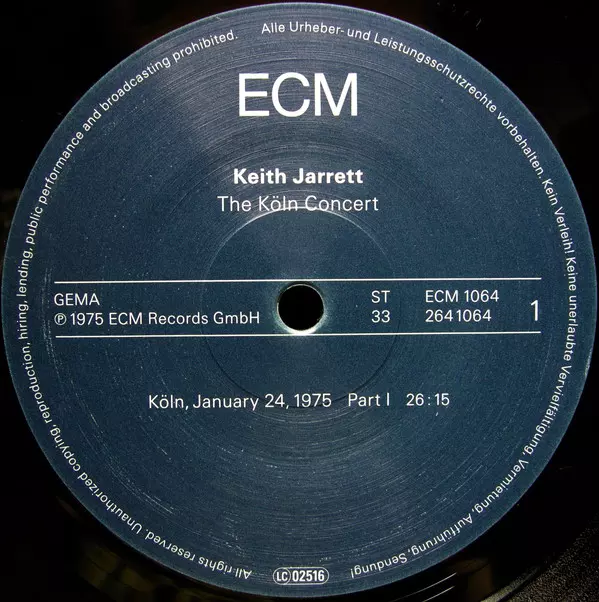 ECM
Keith Jarrett
The Köln Concert
GEMA ST ECM 1064
℗ 1975 ECM Records GmbH 33 264 1064 1
Köln, January 24, 1975 Part I 26:15
All rights reserved. Unauthorized copying, reproduction, hiring, lending, public performance and broadcasting prohibited.
Alle Urheber- und Leistungsschutzrechte vorbehalten. Kein Verleih! Keine unerlaubte Vervielfältigung, Vermietung, Aufführung, Sendung!
LC 02516